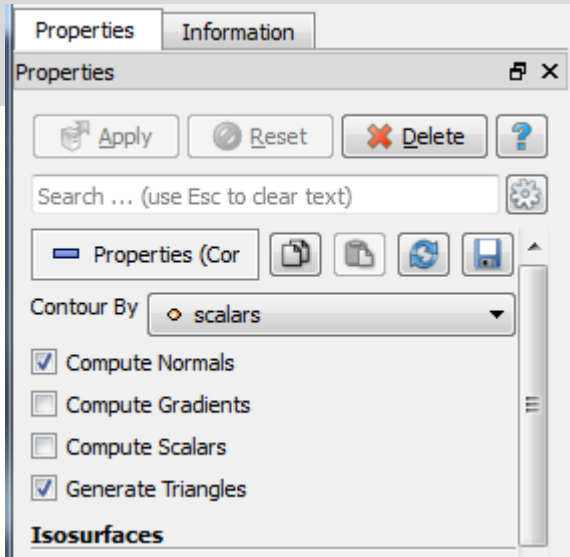 Properties Information
Properties
Apply Reset Delete ?
Search ... (use Esc to clear text)
Properties (Cor
Contour By scalars
Compute Normals
Compute Gradients
Compute Scalars
Generate Triangles
Isosurfaces